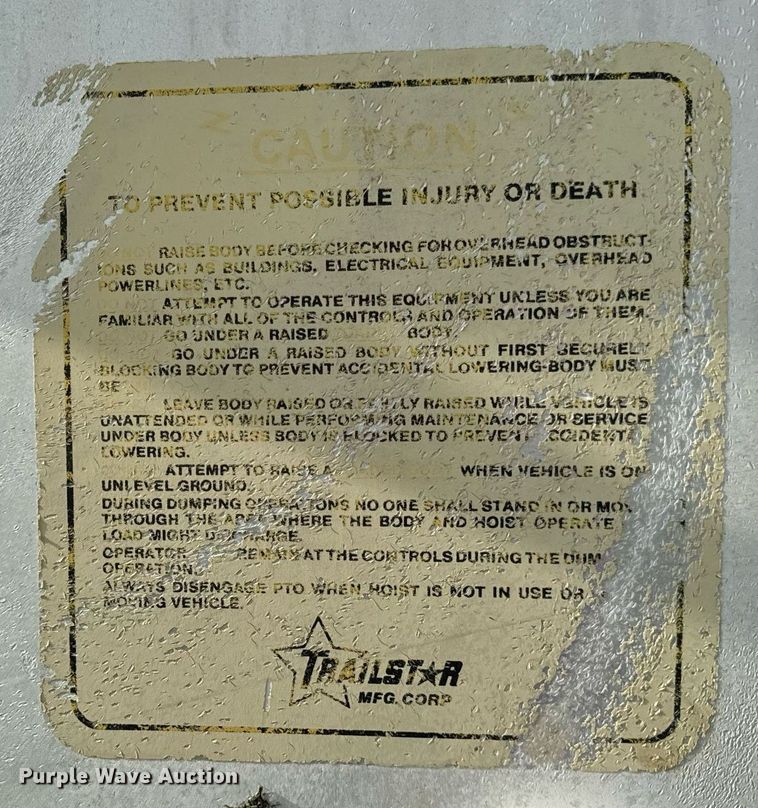 CAUTION
TO PREVENT POSSIBLE INJURY OR DEATH
RAISE BODY BEFORE CHECKING FOR OVERHEAD OBSTRUCT-
IONS SUCH AS BUILDINGS, ELECTRICAL EQUIPMENT, OVERHEAD
POWERLINES, ETC.
ATTEMPT TO OPERATE THIS EQUIPMENT UNLESS YOU ARE
FAMILIAR WITH ALL OF THE CONTROLS AND OPERATION OF THEM.
GO UNDER A RAISED BODY.
GO UNDER A RAISED BODY WITHOUT FIRST SECURELY
BLOCKING BODY TO PREVENT ACCIDENTAL LOWERING-BODY MUST
BE
LEAVE BODY RAISED OR PARTLY RAISED WHILE VEHICLE IS
UNATTENDED OR WHILE PERFORMING MAINTENANCE OR SERVICE
UNDER BODY UNLESS BODY IS BLOCKED TO PREVENT ACCIDENTAL
LOWERING.
ATTEMPT TO RAISE A WHEN VEHICLE IS ON
UNLEVEL GROUND.
DURING DUMPING OPERATIONS NO ONE SHALL STAND IN OR MOVE
THROUGH THE AREA WHERE THE BODY AND HOIST OPERATE
LOAD MIGHT DISCHARGE.
OPERATOR REMAIN AT THE CONTROLS DURING THE DUMP
OPERATION.
ALWAYS DISENGAGE PTO WHEN HOIST IS NOT IN USE OR
MOVING VEHICLE.
TRAILSTAR
MFG. CORP
Purple Wave Auction